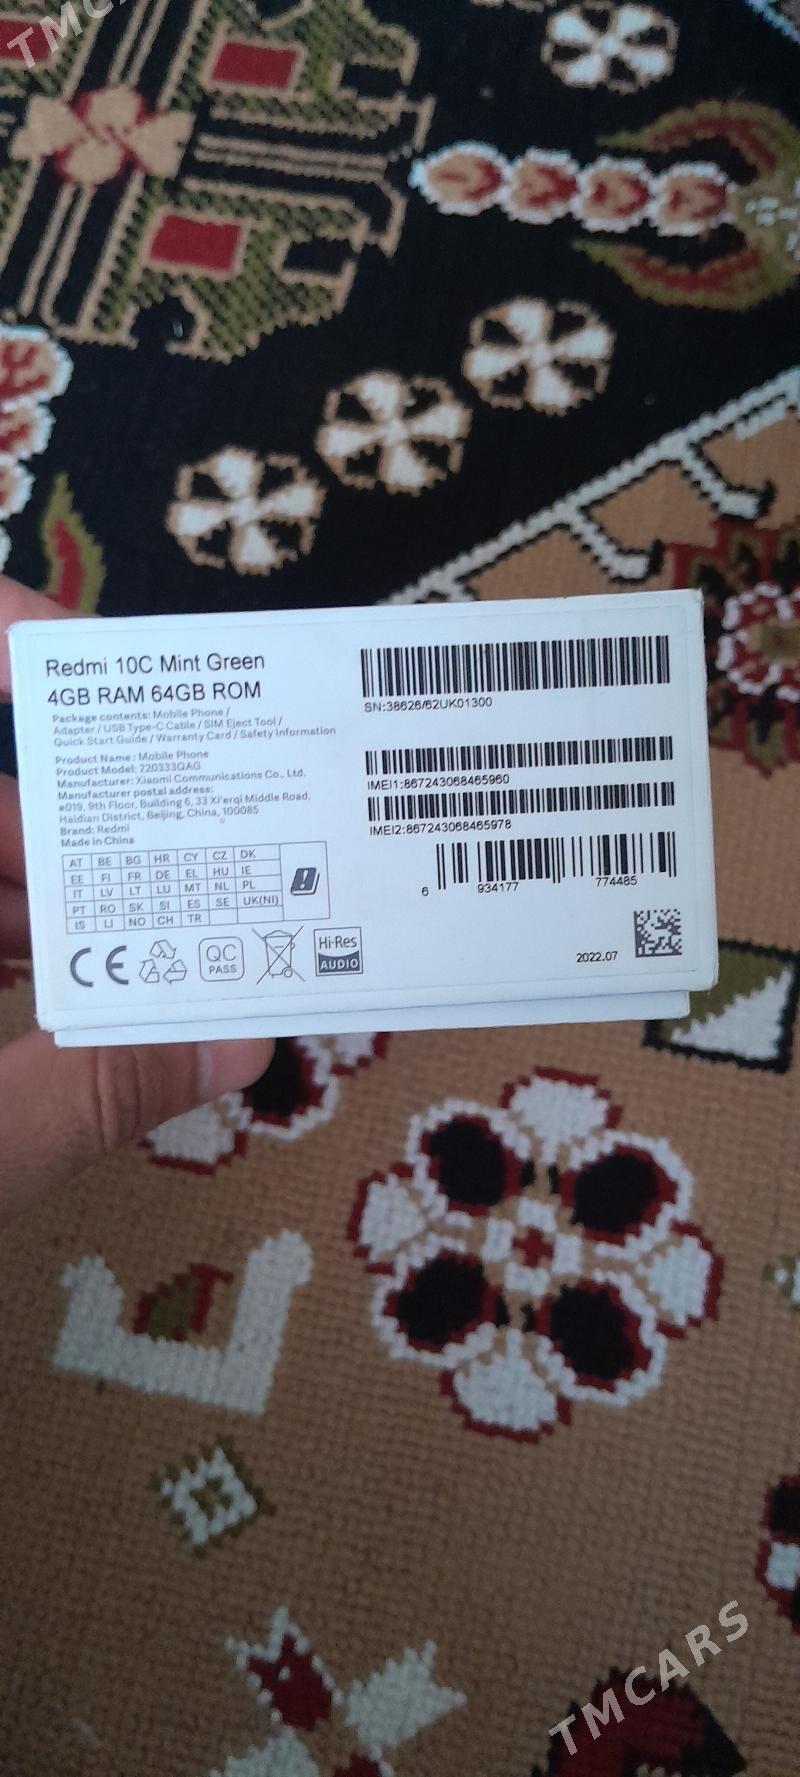 TMCARS
Redmi 10C Mint Green
4GB RAM 64GB ROM
Package contents: Mobile Phone /
Adapter / USB Type-C Cable / SIM Eject Tool /
Quick Start Guide / Warranty Card / Safety Information
Product Name: Mobile Phone
Product Model: 220333QAG
Manufacturer: Xiaomi Communications Co., Ltd.
Manufacturer postal address:
#019, 9th Floor, Building 6, 33 Xi'erqi Middle Road,
Haidian District, Beijing, China, 100085
Brand: Redmi
Made in China
AT BE BG HR CY CZ DK
EE FI FR DE EL HU IE
IT LV LT LU MT NL PL
PT RO SK SI ES SE UK(NI)
IS LI NO CH TR
CE
QC
PASS
Hi-Res
AUDIO
SN:38626/62UK01300
IMEI1:867243068465960
IMEI2:867243068465978
6 934177 774485
2022.07
TMCARS